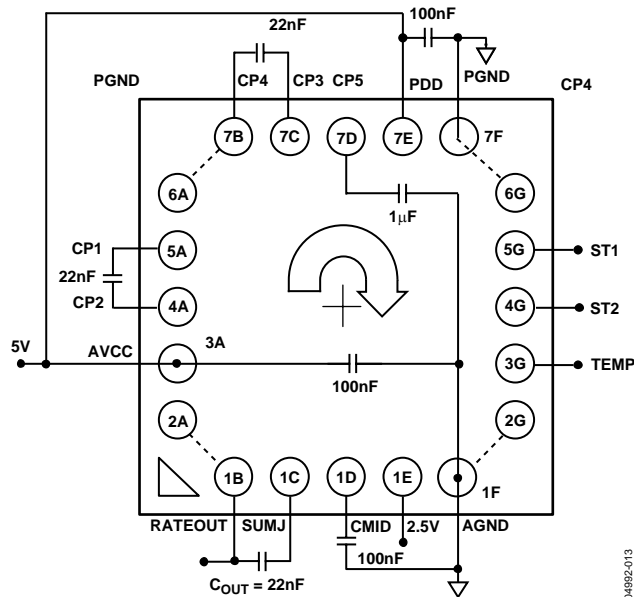 22nF
100nF
PGND
CP4
CP3
CP5
PDD
PGND
CP4
7B
7C
7D
7E
7F
6A
6G
1µF
CP1
5A
5G
ST1
22nF
CP2
4A
4G
ST2
5V
AVCC
3A
3G
TEMP
100nF
2A
2G
1B
1C
1D
1E
1F
RATEOUT
SUMJ
CMID
2.5V
AGND
100nF
COUT = 22nF
04992-013